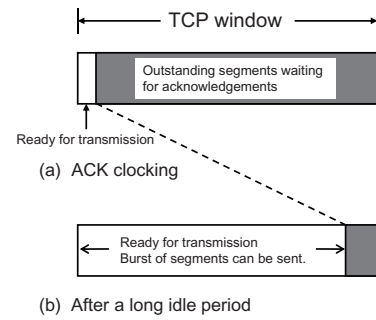 TCP window
Outstanding segments waiting
for acknowledgements
Ready for transmission
(a) ACK clocking
Ready for transmission
Burst of segments can be sent.
(b) After a long idle period